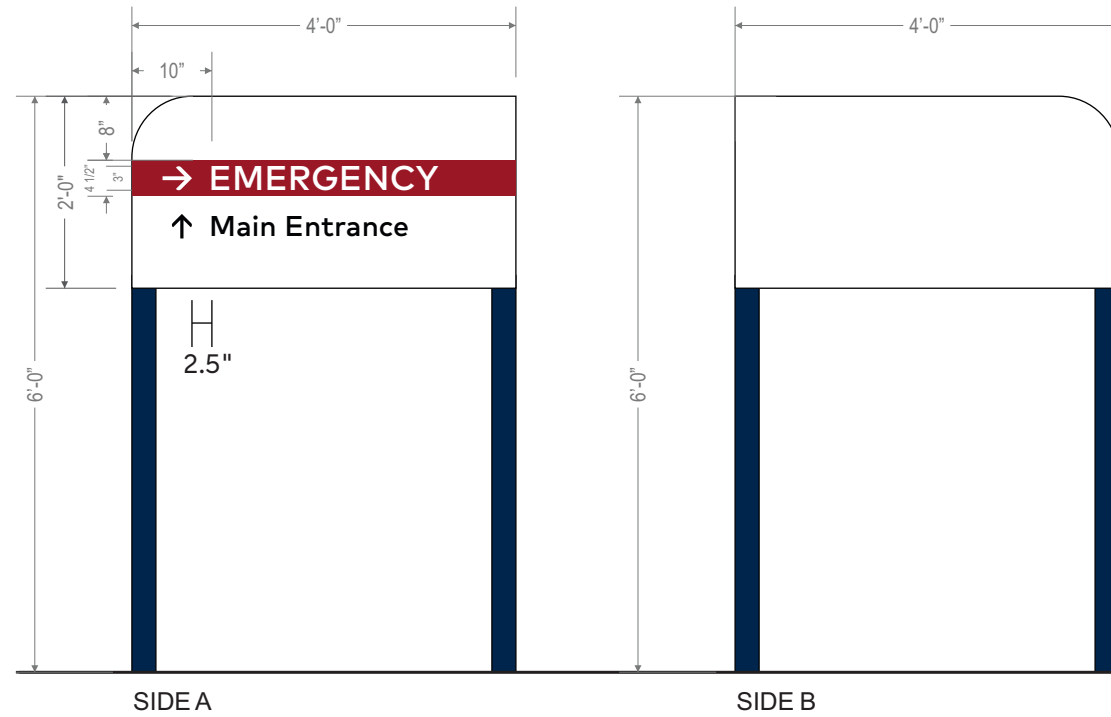 4'-0”
4'-0”
10”
8”
4 1/2”
3”
2'-0"
6'-0”
6'-0”
→ EMERGENCY
↑ Main Entrance
2.5"
SIDE A
SIDE B